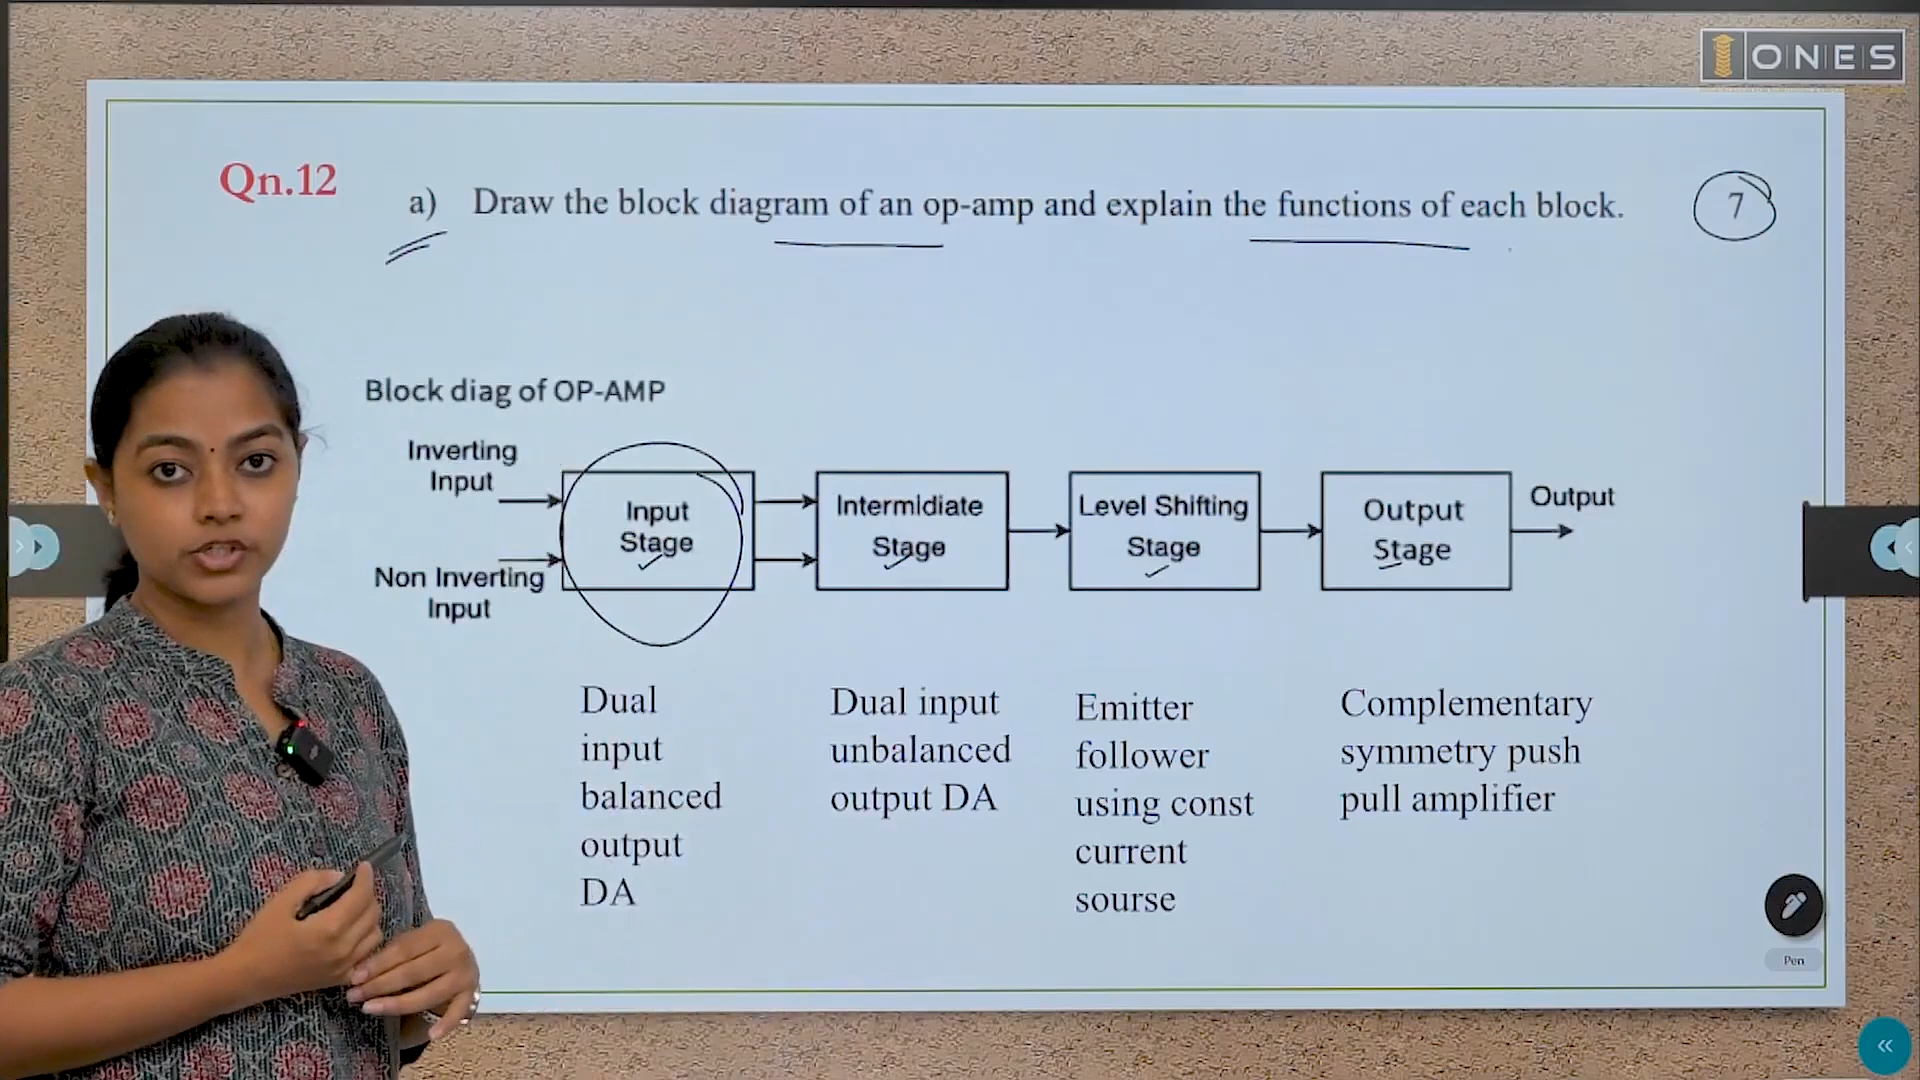 ONES
Qn.12
a) Draw the block diagram of an op-amp and explain the functions of each block.
7
Block diag of OP-AMP
Inverting
Input
Non Inverting
Input
Input
Stage
Intermidiate
Stage
Level Shifting
Stage
Output
Stage
Output
Dual
input
balanced
output
DA
Dual input
unbalanced
output DA
Emitter
follower
using const
current
sourse
Complementary
symmetry push
pull amplifier
Pen